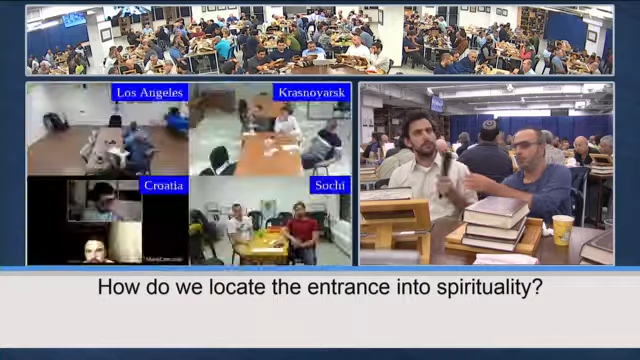 Los Angeles
Krasnoyarsk
Croatia
Sochi
How do we locate the entrance into spirituality?